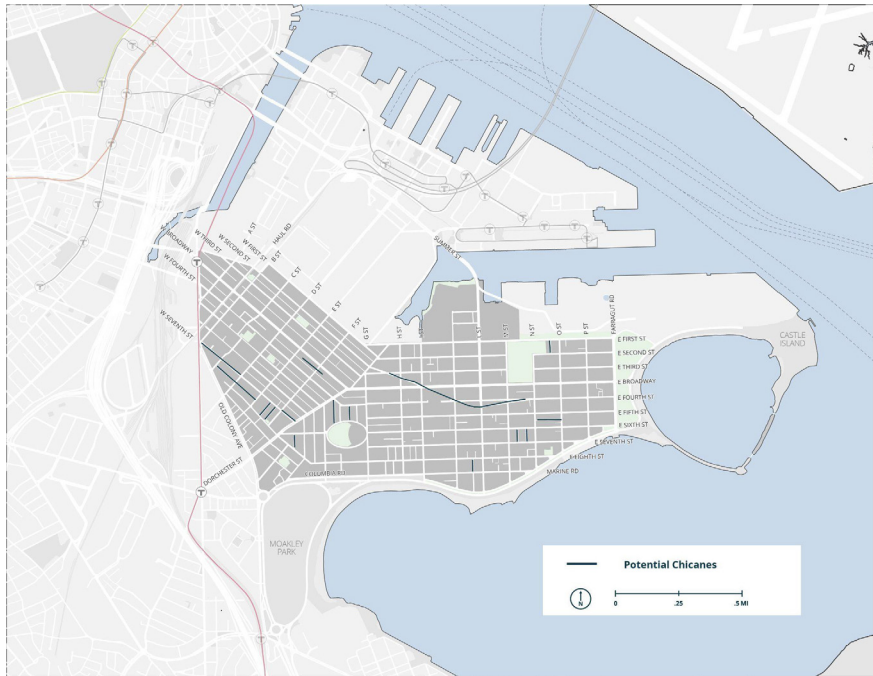 A ST
HAUL RD
W BROADWAY
W THIRD ST
W SECOND ST
W FIRST ST
B ST
SUMMER ST
W FOURTH ST
C ST
D ST
E ST
F ST
G ST
H ST
L ST
M ST
N ST
O ST
P ST
FARRAGUT RD
W SEVENTH ST
E FIRST ST
CASTLE
ISLAND
E SECOND ST
E THIRD ST
E BROADWAY
E FOURTH ST
OLD COLONY AVE
E FIFTH ST
E SIXTH ST
E SEVENTH ST
E EIGHTH ST
DORCHESTER ST
COLUMBIA RD
MARINE RD
MOAKLEY
PARK
Potential Chicanes
N
0 .25 .5 MI
T
T
T
T
T
T
T
T
T
T
T
T
T